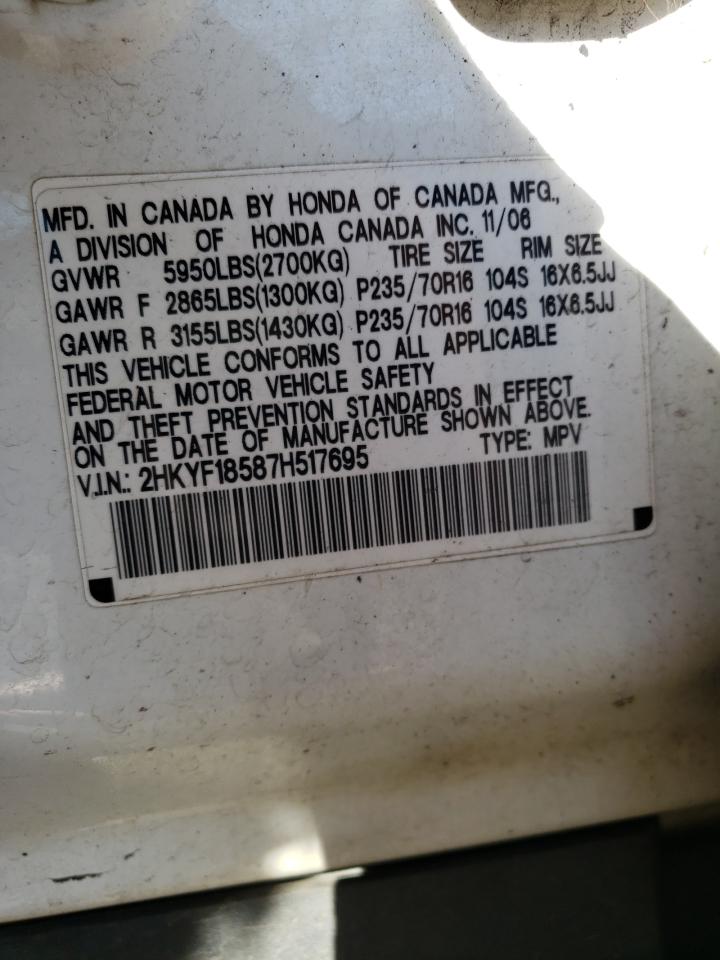 MFD. IN CANADA BY HONDA OF CANADA MFG.,
A DIVISION OF HONDA CANADA INC. 11/06
GVWR 5950LBS(2700KG) TIRE SIZE RIM SIZE
GAWR F 2865LBS(1300KG) P235/70R16 104S 16X6.5JJ
GAWR R 3155LBS(1430KG) P235/70R16 104S 16X6.5JJ
THIS VEHICLE CONFORMS TO ALL APPLICABLE
FEDERAL MOTOR VEHICLE SAFETY
AND THEFT PREVENTION STANDARDS IN EFFECT
ON THE DATE OF MANUFACTURE SHOWN ABOVE.
V.I.N.: 2HKYF18587H517695 TYPE: MPV